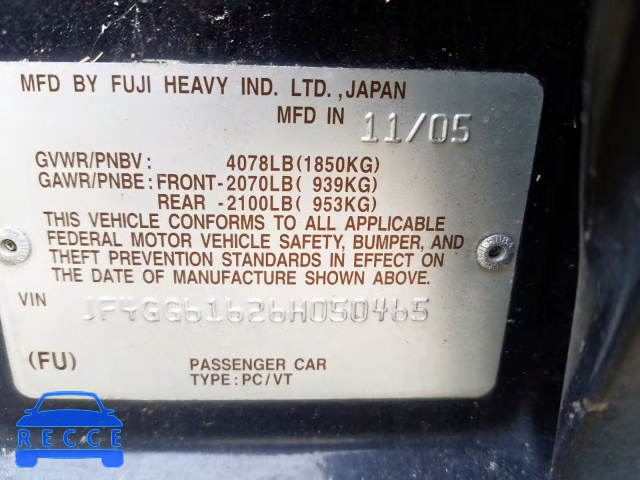 MFD BY FUJI HEAVY IND. LTD.,JAPAN
MFD IN 11/05
GVWR/PNBV: 4078LB(1850KG)
GAWR/PNBE: FRONT-2070LB( 939KG)
REAR -2100LB( 953KG)
THIS VEHICLE CONFORMS TO ALL APPLICABLE
FEDERAL MOTOR VEHICLE SAFETY, BUMPER, AND
THEFT PREVENTION STANDARDS IN EFFECT ON
THE DATE OF MANUFACTURE SHOWN ABOVE.
VIN JF4GG61626H050465
(FU) PASSENGER CAR
TYPE:PC/VT
RECCE